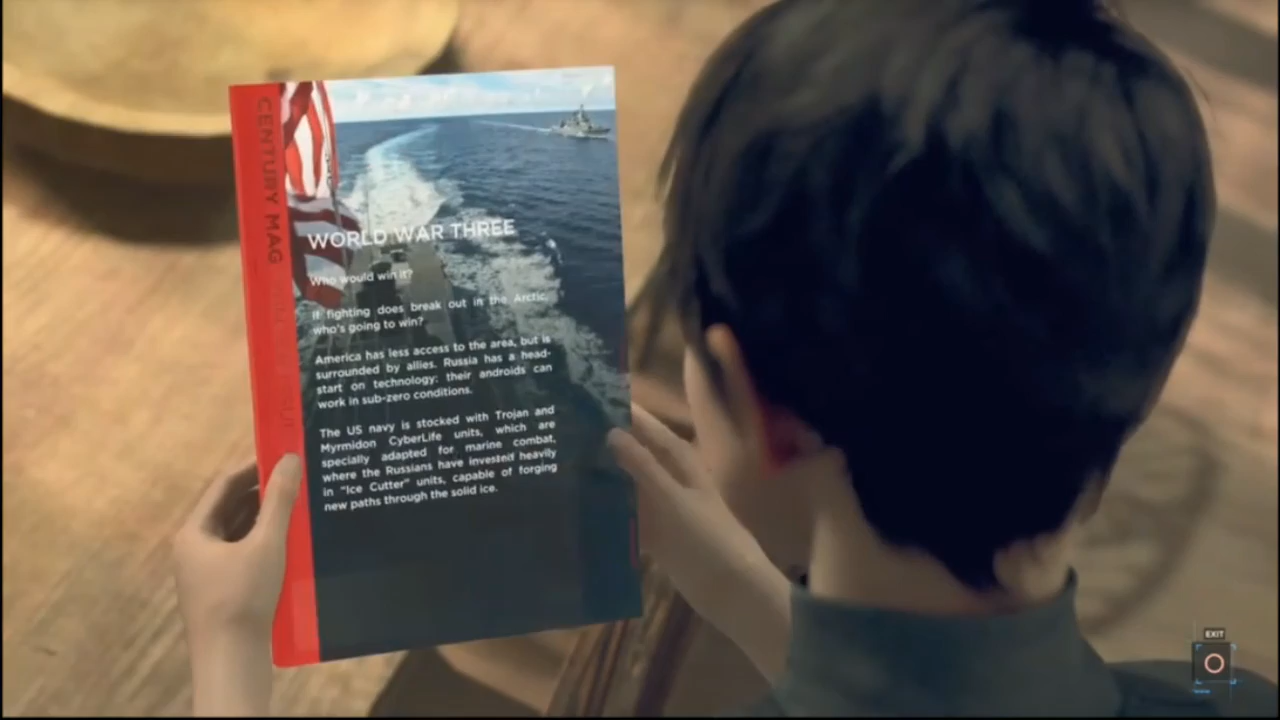 CENTURY MAG
WORLD WAR THREE
Who would win it?
If fighting does break out in the Arctic,
who's going to win?
America has less access to the area, but is
surrounded by allies. Russia has a head-
start on technology: their androids can
work in sub-zero conditions.
The US navy is stocked with Trojan and
Myrmidon CyberLife units, which are
specially adapted for marine combat,
where the Russians have invested heavily
in "Ice Cutter" units, capable of forging
new paths through the solid ice.
EXIT